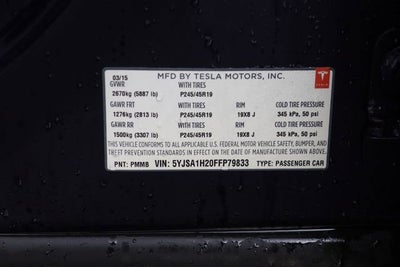 MFD BY TESLA MOTORS, INC.
03/15
GVWR WITH TIRES
2670kg (5887 lb) P245/45R19
GAWR FRT WITH TIRES RIM COLD TIRE PRESSURE
1276kg (2813 lb) P245/45R19 19X8 J 345 kPa, 50 psi
GAWR RR WITH TIRES RIM COLD TIRE PRESSURE
1500kg (3307 lb) P245/45R19 19X8 J 345 kPa, 50 psi
THIS VEHICLE CONFORMS TO ALL APPLICABLE U.S. FEDERAL MOTOR VEHICLE SAFETY, BUMPER,
AND THEFT PREVENTION STANDARDS IN EFFECT ON THE DATE OF MANUFACTURE SHOWN ABOVE.
PNT: PMMB VIN: 5YJSA1H20FFP79833 TYPE: PASSENGER CAR